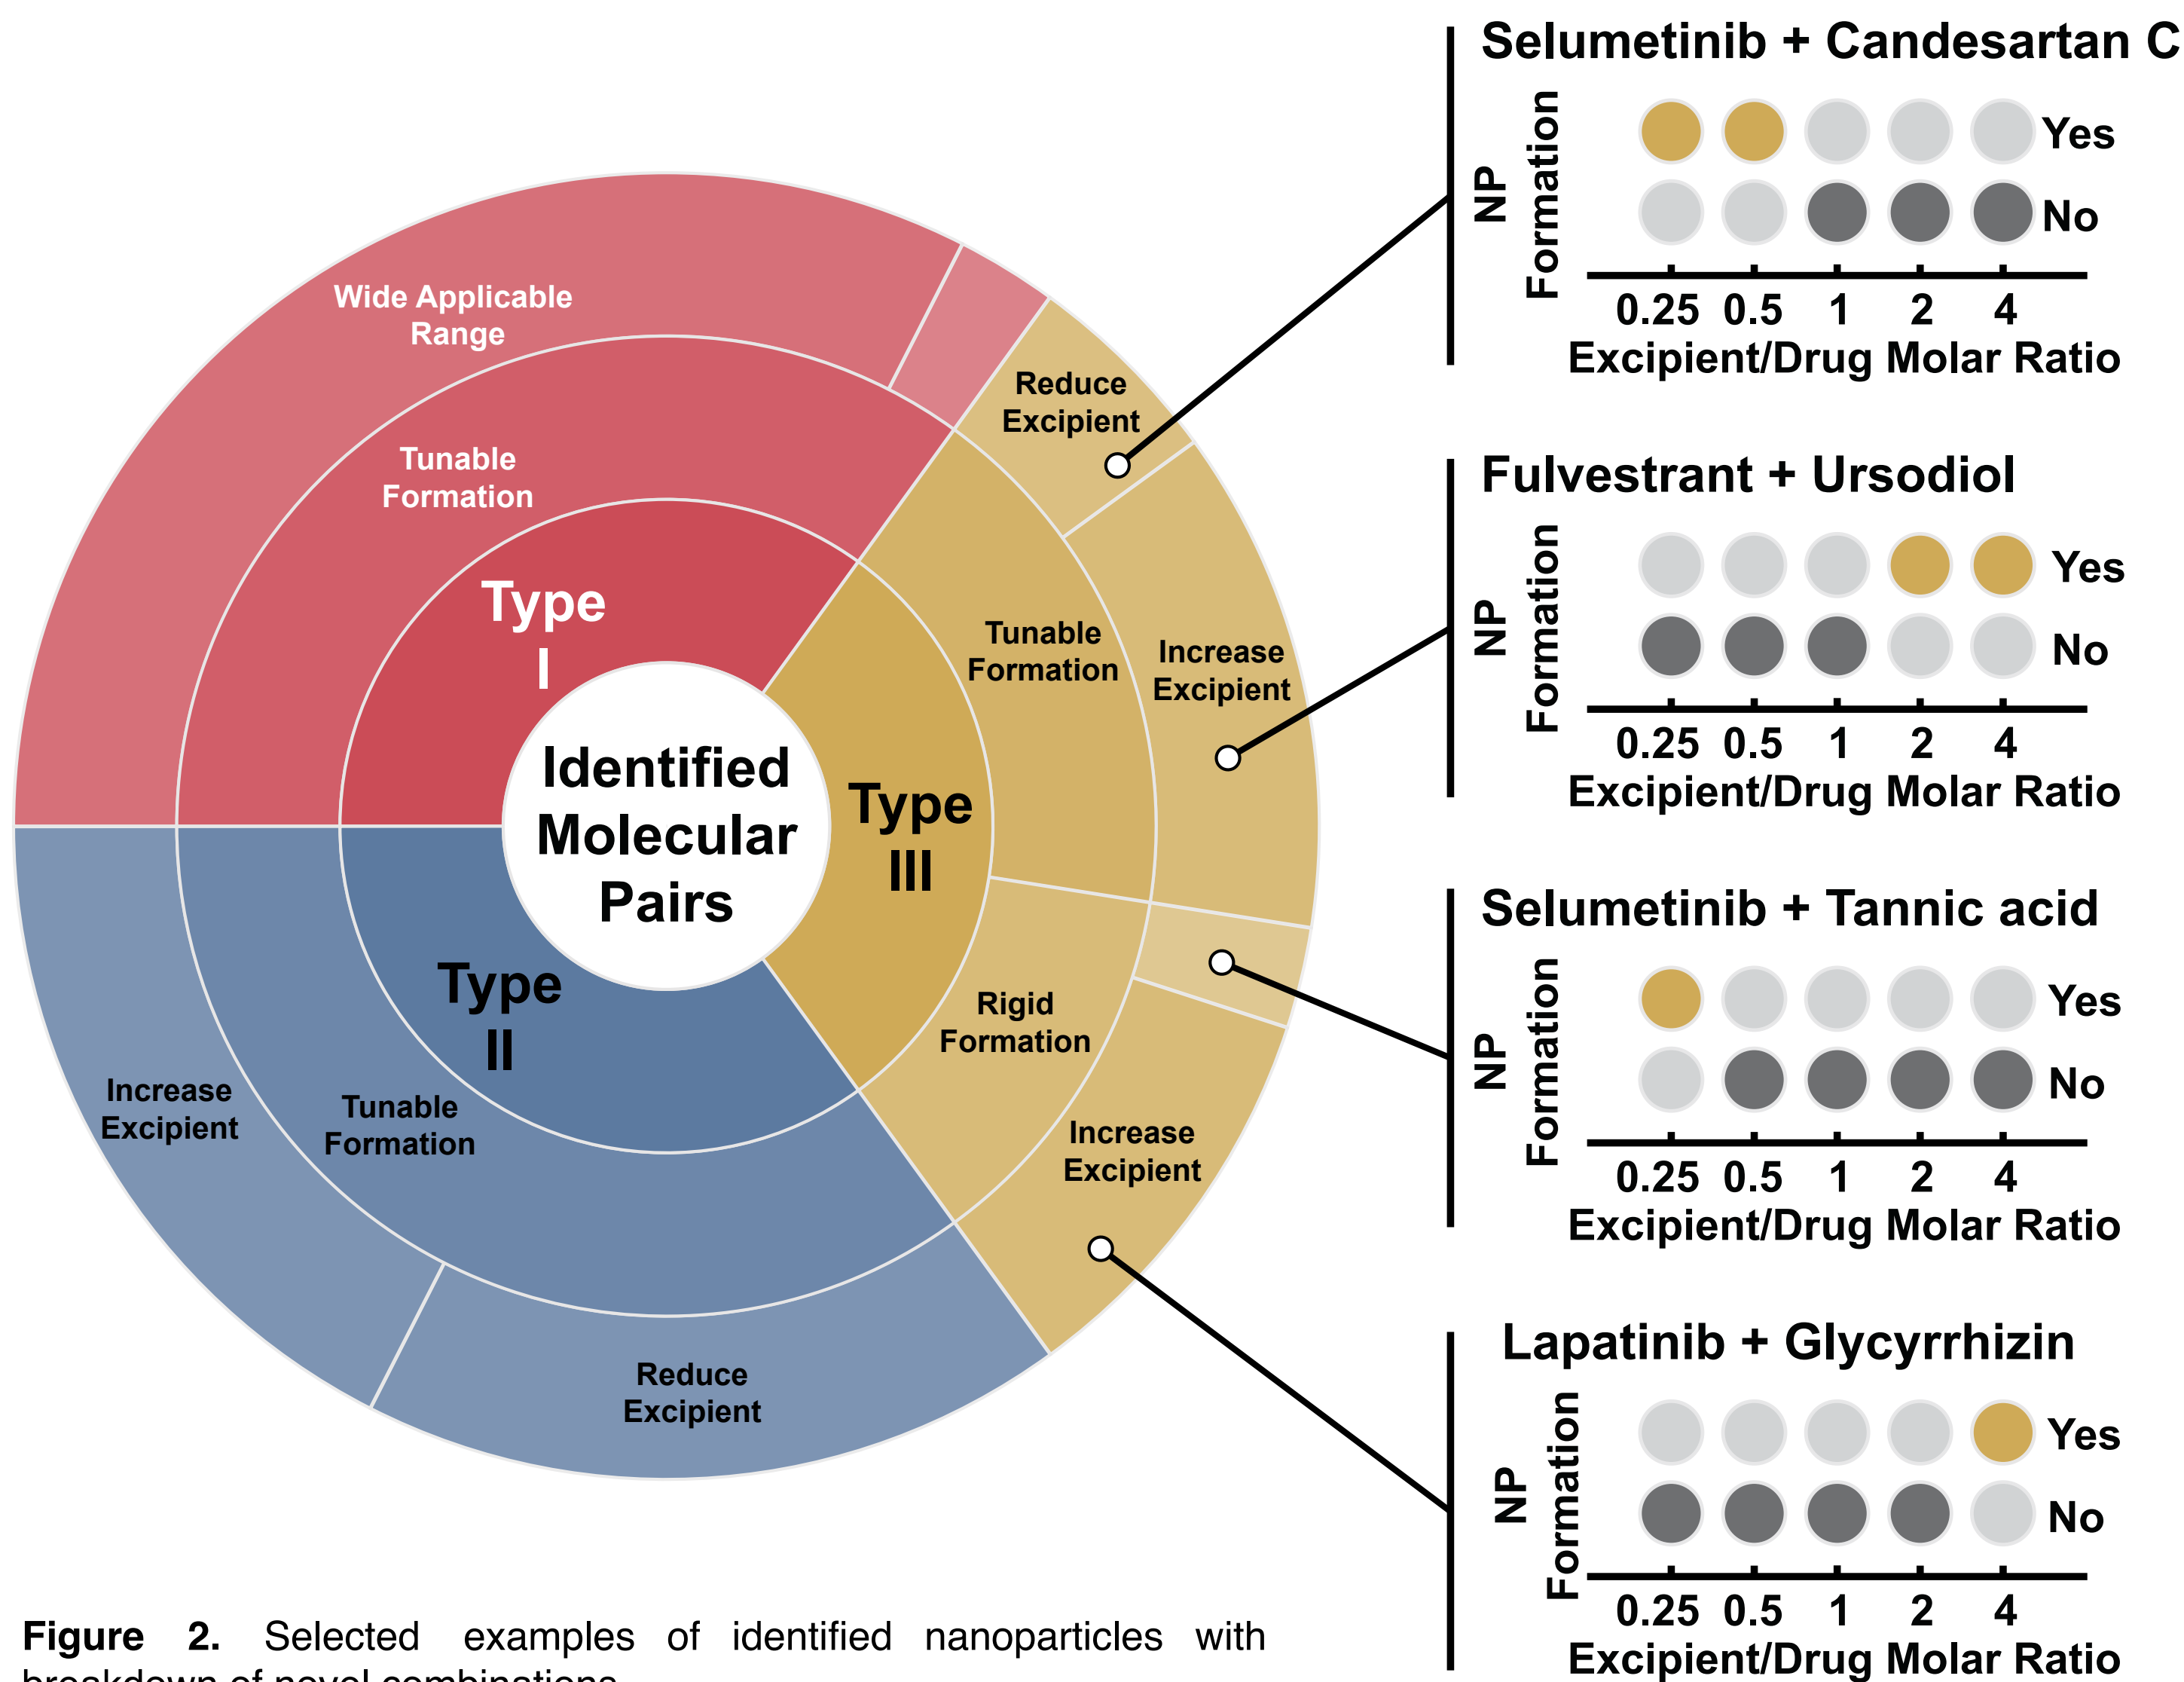 Wide Applicable
Range
Tunable
Formation
Type
I
Identified
Molecular
Pairs
Type
II
Tunable
Formation
Increase
Excipient
Reduce
Excipient
Type
III
Tunable
Formation
Reduce
Excipient
Increase
Excipient
Rigid
Formation
Increase
Excipient
Selumetinib + Candesartan C
NP
Formation
Yes
No
0.25 0.5 1 2 4
Excipient/Drug Molar Ratio
Fulvestrant + Ursodiol
NP
Formation
Yes
No
0.25 0.5 1 2 4
Excipient/Drug Molar Ratio
Selumetinib + Tannic acid
NP
Formation
Yes
No
0.25 0.5 1 2 4
Excipient/Drug Molar Ratio
Lapatinib + Glycyrrhizin
NP
Formation
Yes
No
0.25 0.5 1 2 4
Excipient/Drug Molar Ratio
Figure 2. Selected examples of identified nanoparticles with
breakdown of novel combinations